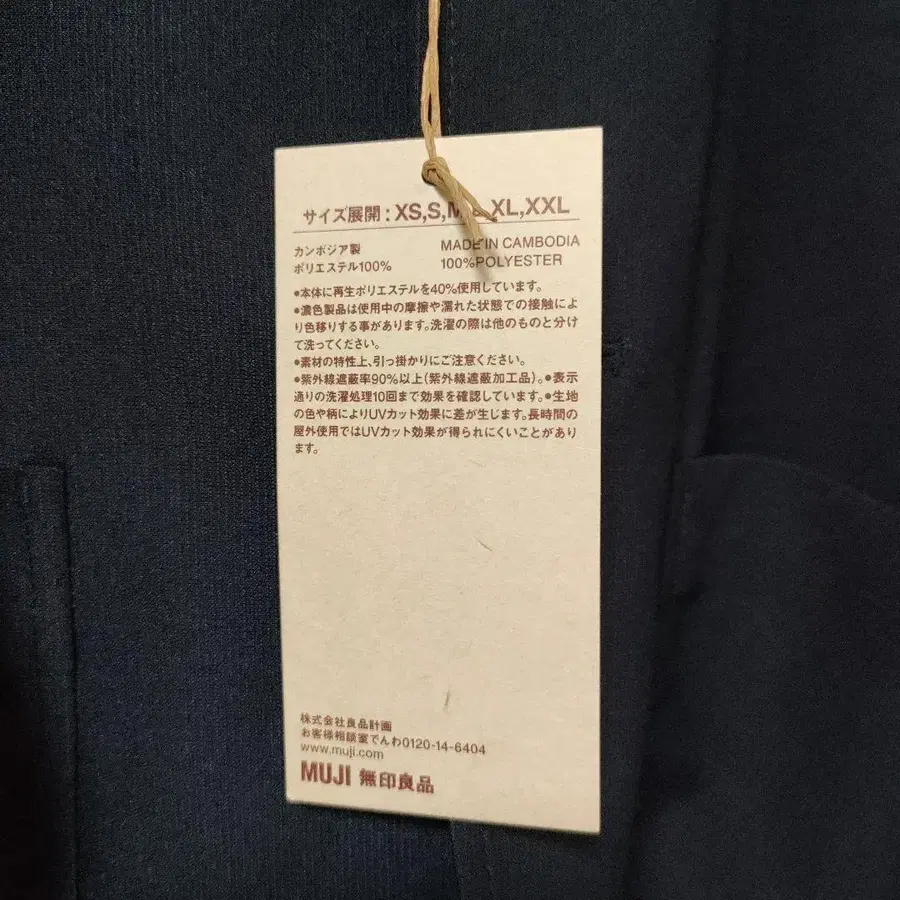 サイズ展開：XS,S,M, XL,XXL
カンボジア製 MADE IN CAMBODIA
ポリエステル100% 100%POLYESTER
●本体に再生ポリエステルを40%使用しています。
●濃色製品は使用中の摩擦や濡れた状態での接触によ
り色移りする事があります。洗濯の際は他のものと分け
て洗ってください。
●素材の特性上、引っ掛かりにご注意ください。
●紫外線遮蔽率90%以上(紫外線遮蔽加工品)。●表示
通りの洗濯処理10回まで効果を確認しています。●生地
の色や柄によりUVカット効果に差が生じます。長時間の
屋外使用ではUVカット効果が得られにくいことがあり
ます。
株式会社良品計画
お客様相談室でんわ0120-14-6404
www.muji.com
MUJI 無印良品